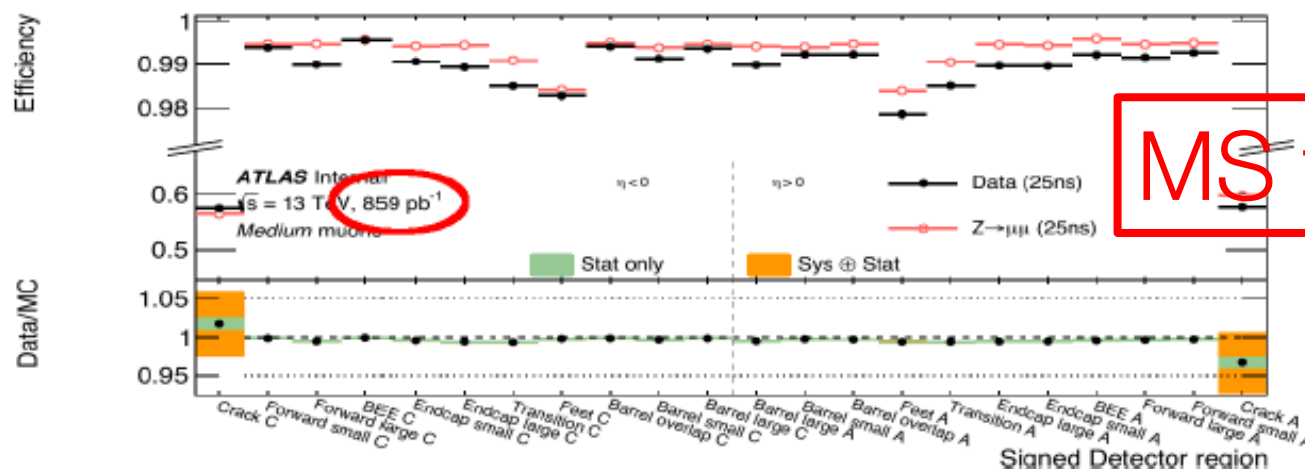 Efficiency
1
0.99
0.98
0.6
0.5
ATLAS Internal
√s = 13 TeV, 859 pb⁻¹
Medium muons
η<0
η>0
Data (25ns)
Z→μμ (25ns)
MS
Stat only
Sys ⊕ Stat
Data/MC
1.05
1
0.95
Crack C
Forward small C
Forward large C
BEE C
Endcap small C
Endcap large C
Transition C
Feet C
Barrel overlap C
Barrel small C
Barrel large C
Barrel large A
Barrel small A
Barrel overlap A
Feet A
Transition A
Endcap large A
Endcap small A
BEE A
Forward large A
Forward small A
Crack A
Signed Detector region